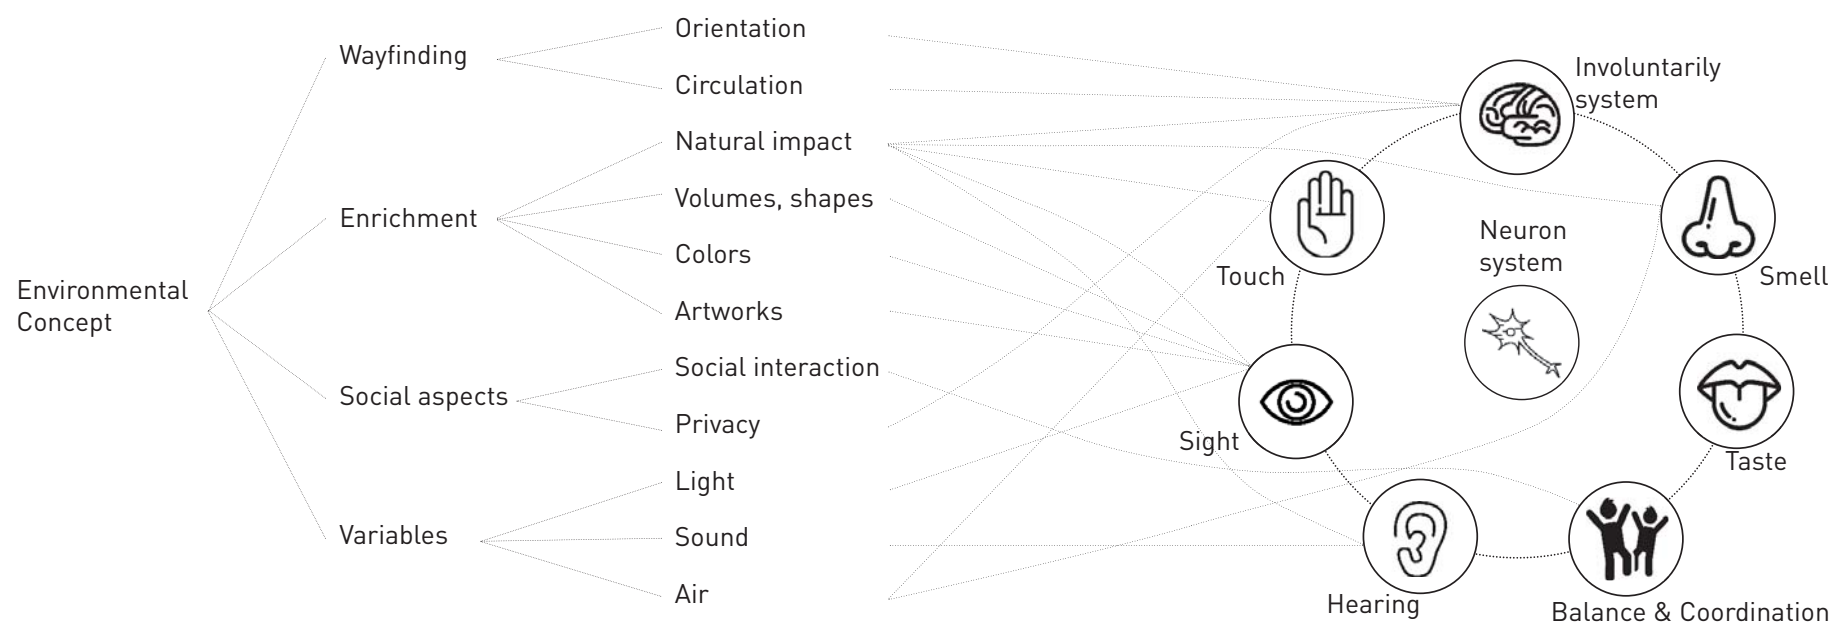 Environmental
Concept
Wayfinding
Enrichment
Social aspects
Variables
Orientation
Circulation
Natural impact
Volumes, shapes
Colors
Artworks
Social interaction
Privacy
Light
Sound
Air
Involuntarily
system
Touch
Smell
Neuron
system
Sight
Taste
Hearing
Balance & Coordination